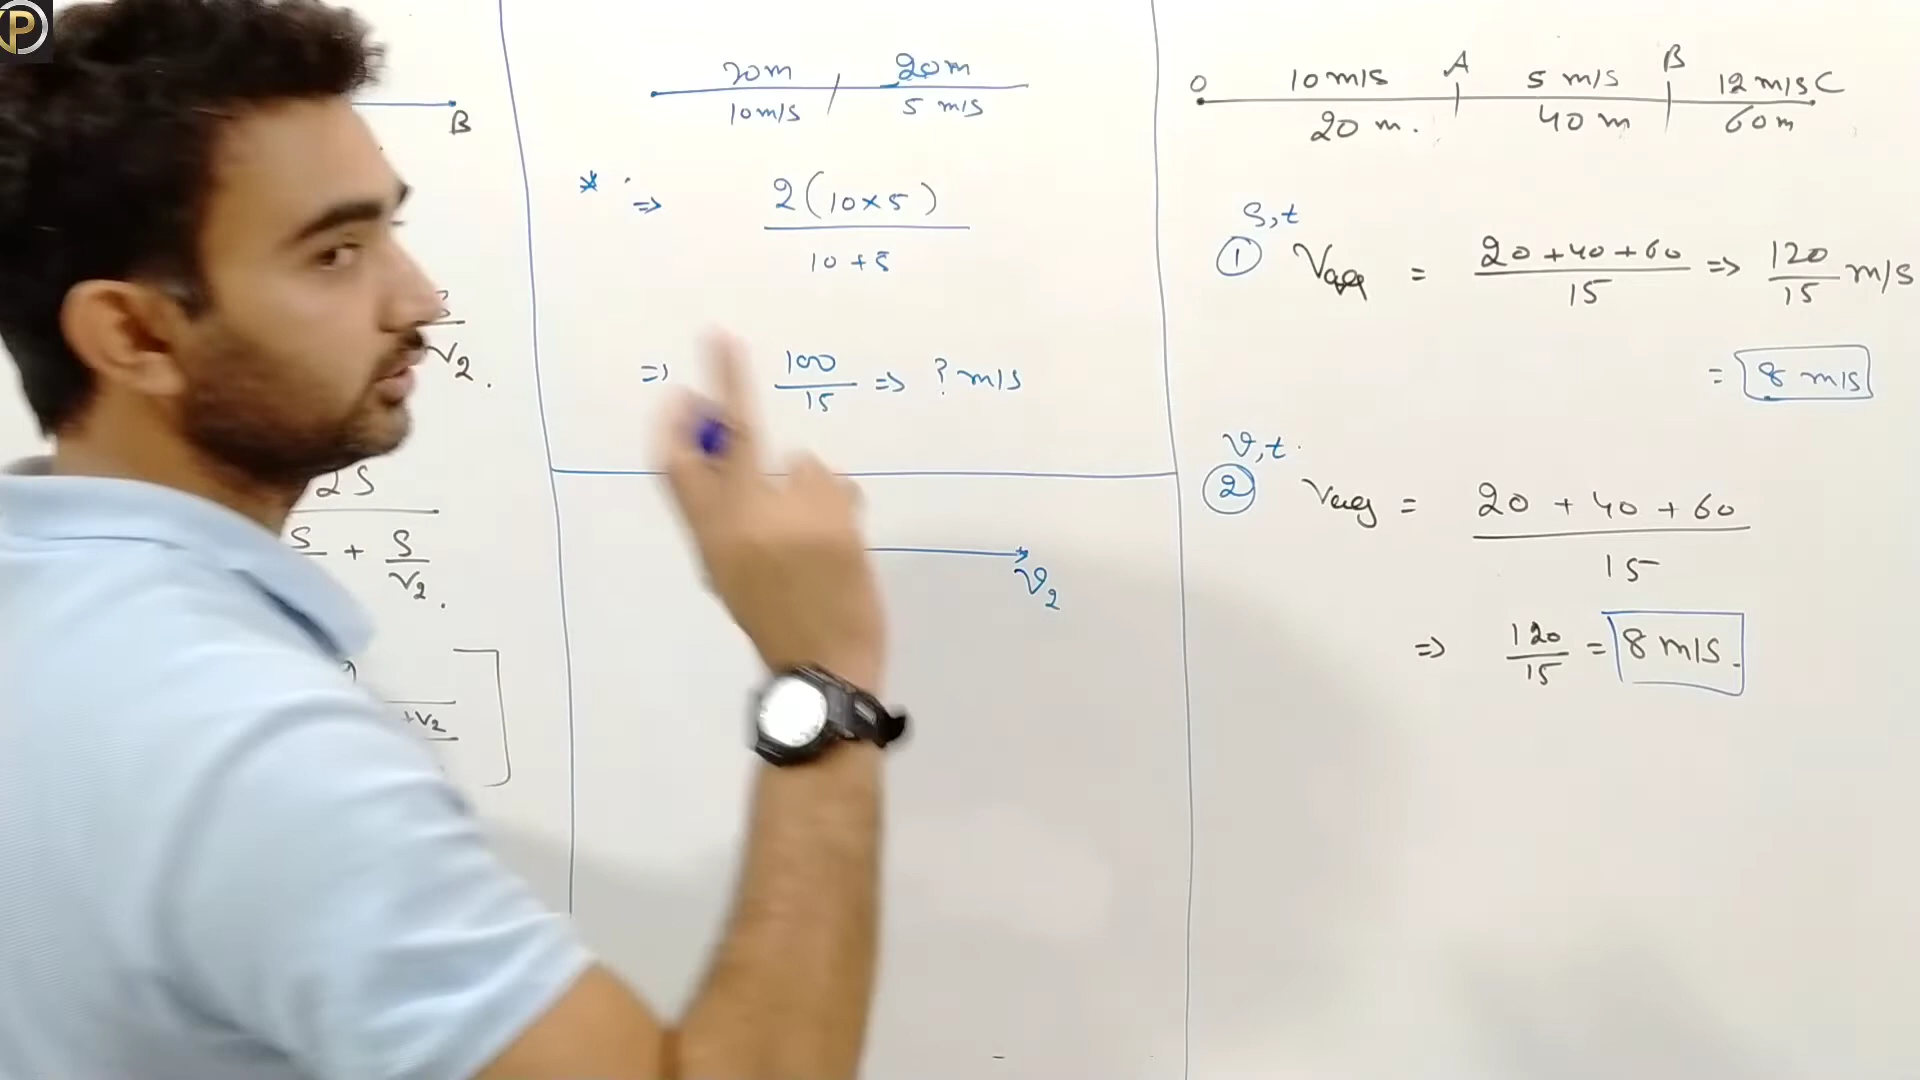 P
B
V2.
2S
S + S
V2.
+V2
20m 20m
10m/s 5 m/s
* => 2(10×5)
10+5
=> 100
15 => ? m/s
V2
O 10 m/s A 5 m/s B 12 m/s C
20 m. 40 m 60 m
S,t
① Vavg = 20+40+60 => 120 m/s
15 15
= 8 m/s
v,t.
② Vavg = 20 + 40 + 60
15
=> 120 = 8 m/s.
15